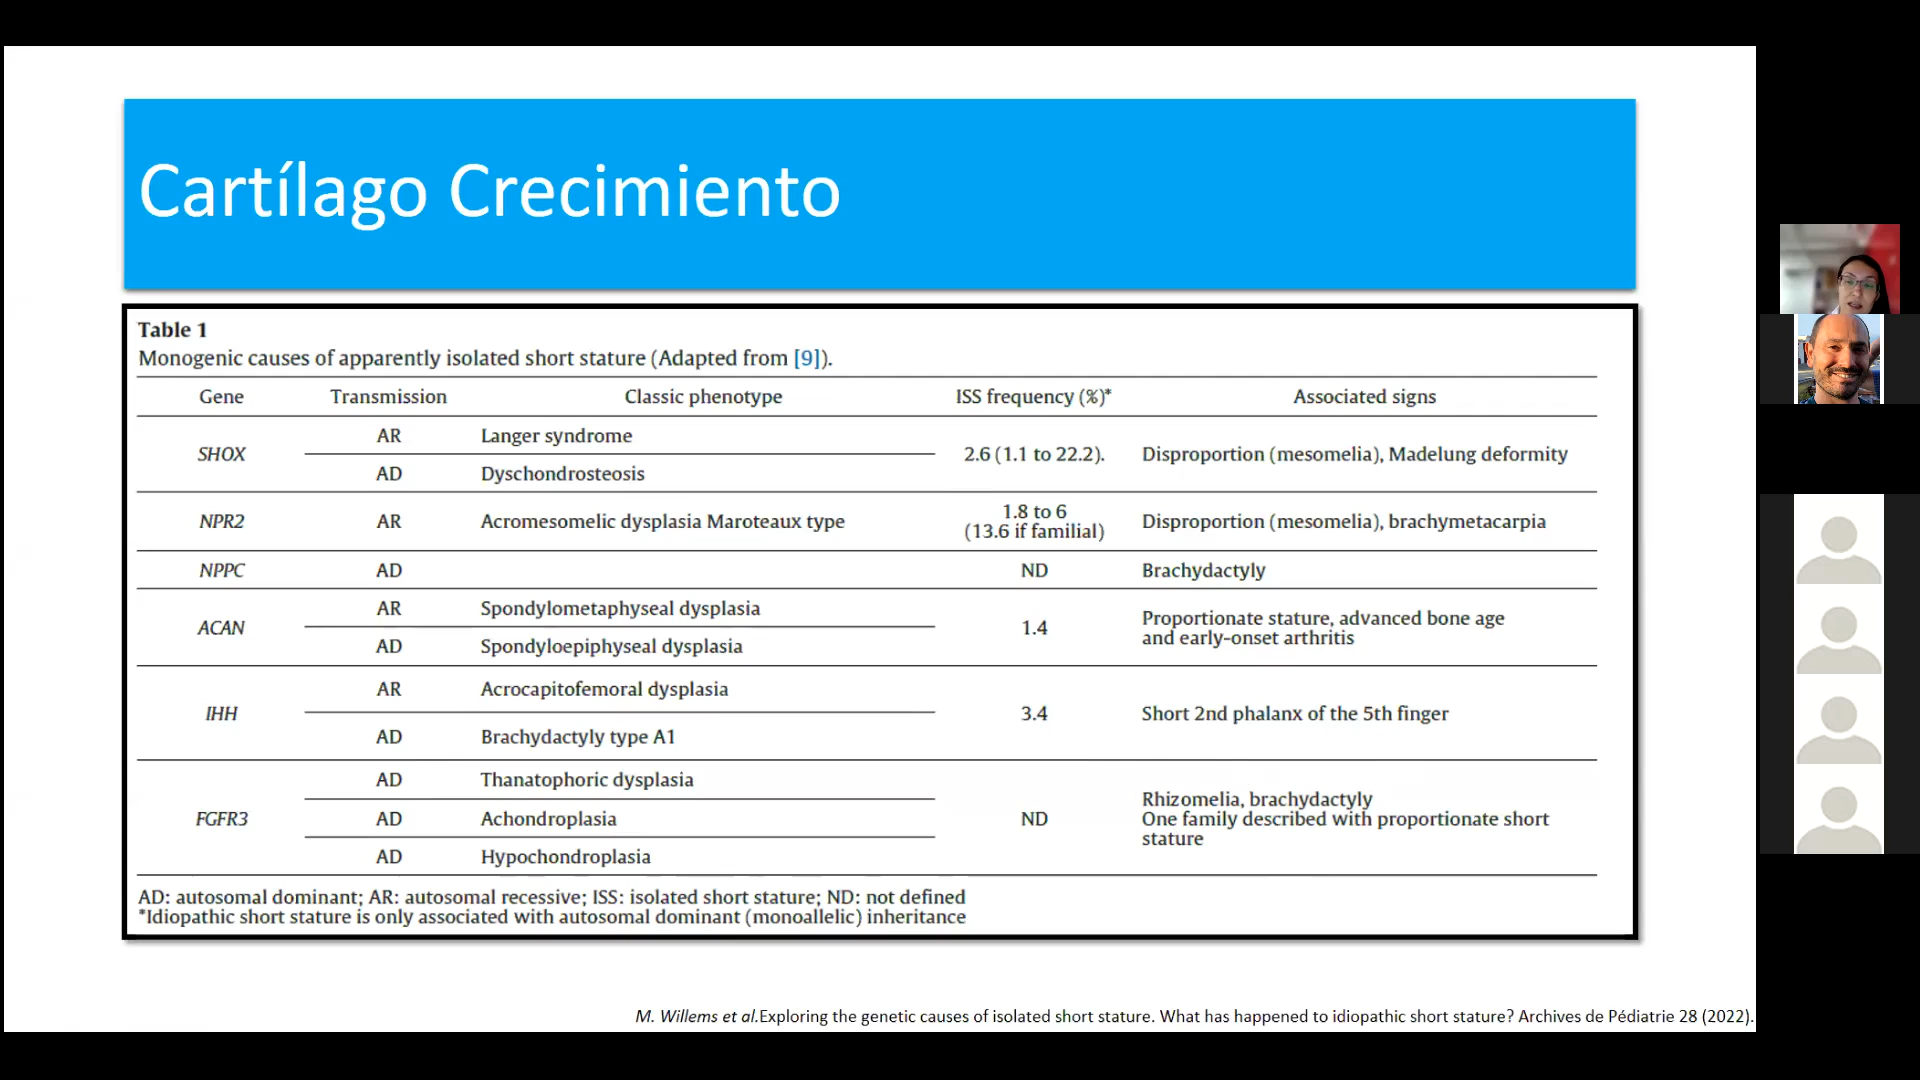 Cartílago Crecimiento
Table 1
Monogenic causes of apparently isolated short stature (Adapted from [9]).
Gene Transmission Classic phenotype ISS frequency (%)* Associated signs
SHOX AR Langer syndrome 2.6 (1.1 to 22.2). Disproportion (mesomelia), Madelung deformity
AD Dyschondrosteosis
NPR2 AR Acromesomelic dysplasia Maroteaux type 1.8 to 6 (13.6 if familial) Disproportion (mesomelia), brachymetacarpia
NPPC AD ND Brachydactyly
ACAN AR Spondylometaphyseal dysplasia 1.4 Proportionate stature, advanced bone age
AD Spondyloepiphyseal dysplasia and early-onset arthritis
IHH AR Acrocapitofemoral dysplasia 3.4 Short 2nd phalanx of the 5th finger
AD Brachydactyly type A1
FGFR3 AD Thanatophoric dysplasia ND Rhizomelia, brachydactyly
AD Achondroplasia One family described with proportionate short
AD Hypochondroplasia stature
AD: autosomal dominant; AR: autosomal recessive; ISS: isolated short stature; ND: not defined
*Idiopathic short stature is only associated with autosomal dominant (monoallelic) inheritance
M. Willems et al.Exploring the genetic causes of isolated short stature. What has happened to idiopathic short stature? Archives de Pédiatrie 28 (2022).